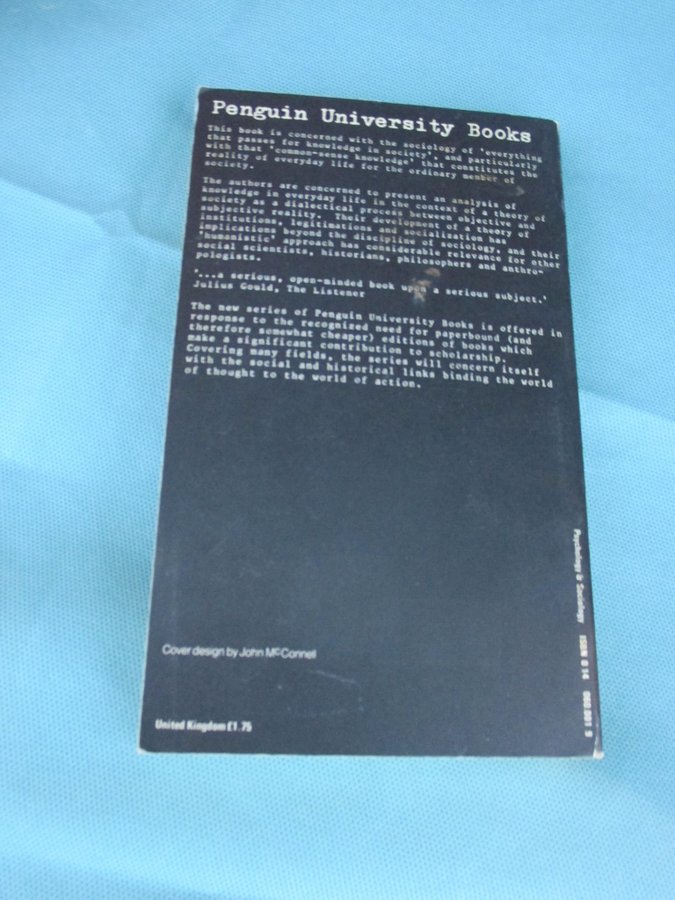 Penguin University Books
This book is concerned with the sociology of 'everything
that passes for knowledge in society', and particularly
with that 'common-sense knowledge' that constitutes the
reality of everyday life for the ordinary member of
society.
The authors are concerned to present an analysis of
knowledge in everyday life in the context of a theory of
society as a dialectical process between objective and
subjective reality. Their development of a theory of
institutions, legitimations and socialization has
implications beyond the discipline of sociology, and their
'humanistic' approach has considerable relevance for other
social scientists, historians, philosophers and anthro-
pologists.
'...a serious, open-minded book upon a serious subject.'
Julius Gould, The Listener
The new series of Penguin University Books is offered in
response to the recognized need for paperbound (and
therefore somewhat cheaper) editions of books which
make a significant contribution to scholarship.
Covering many fields, the series will concern itself
with the social and historical links binding the world
of thought to the world of action.
Cover design by John McConnell
United Kingdom £1.75
Psychology & Sociology ISBN 0 14 060.001 9